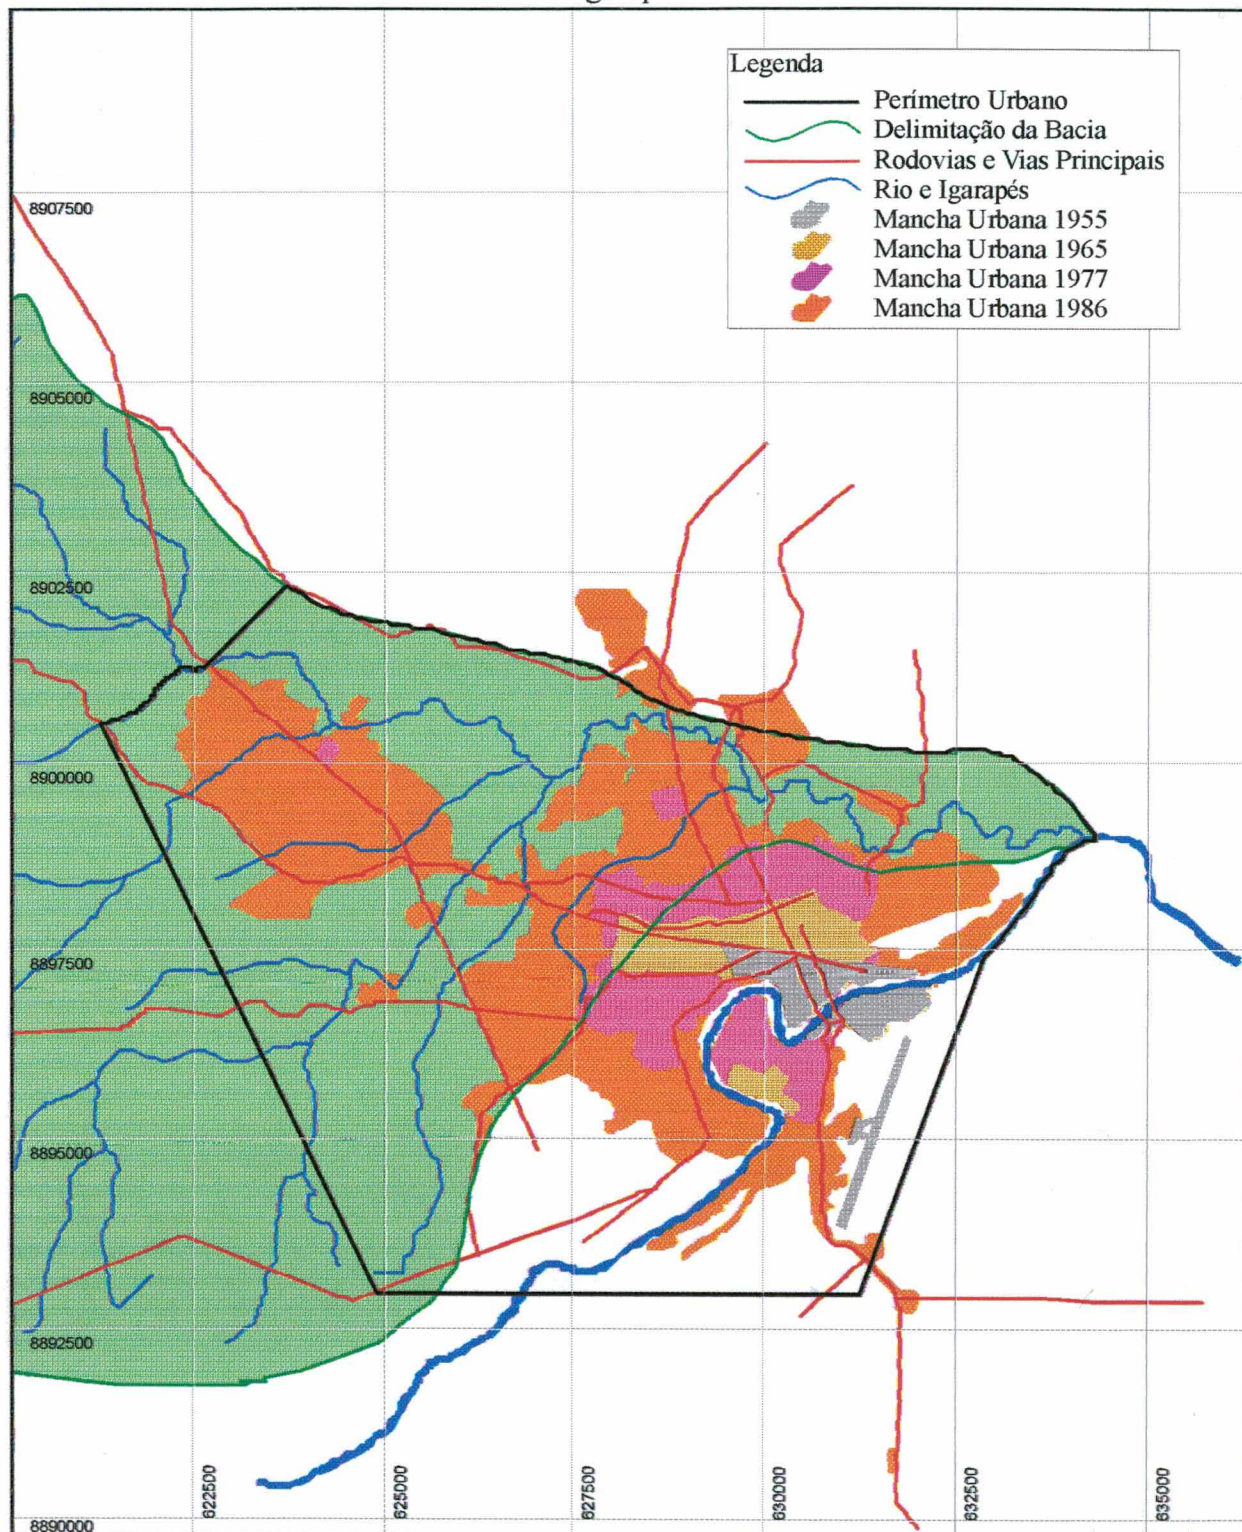 Legenda
Perímetro Urbano
Delimitação da Bacia
Rodovias e Vias Principais
Rio e Igarapés
Mancha Urbana 1955
Mancha Urbana 1965
Mancha Urbana 1977
Mancha Urbana 1986
8907500
8905000
8902500
8900000
8897500
8895000
8892500
8890000
622500
625000
627500
630000
632500
635000